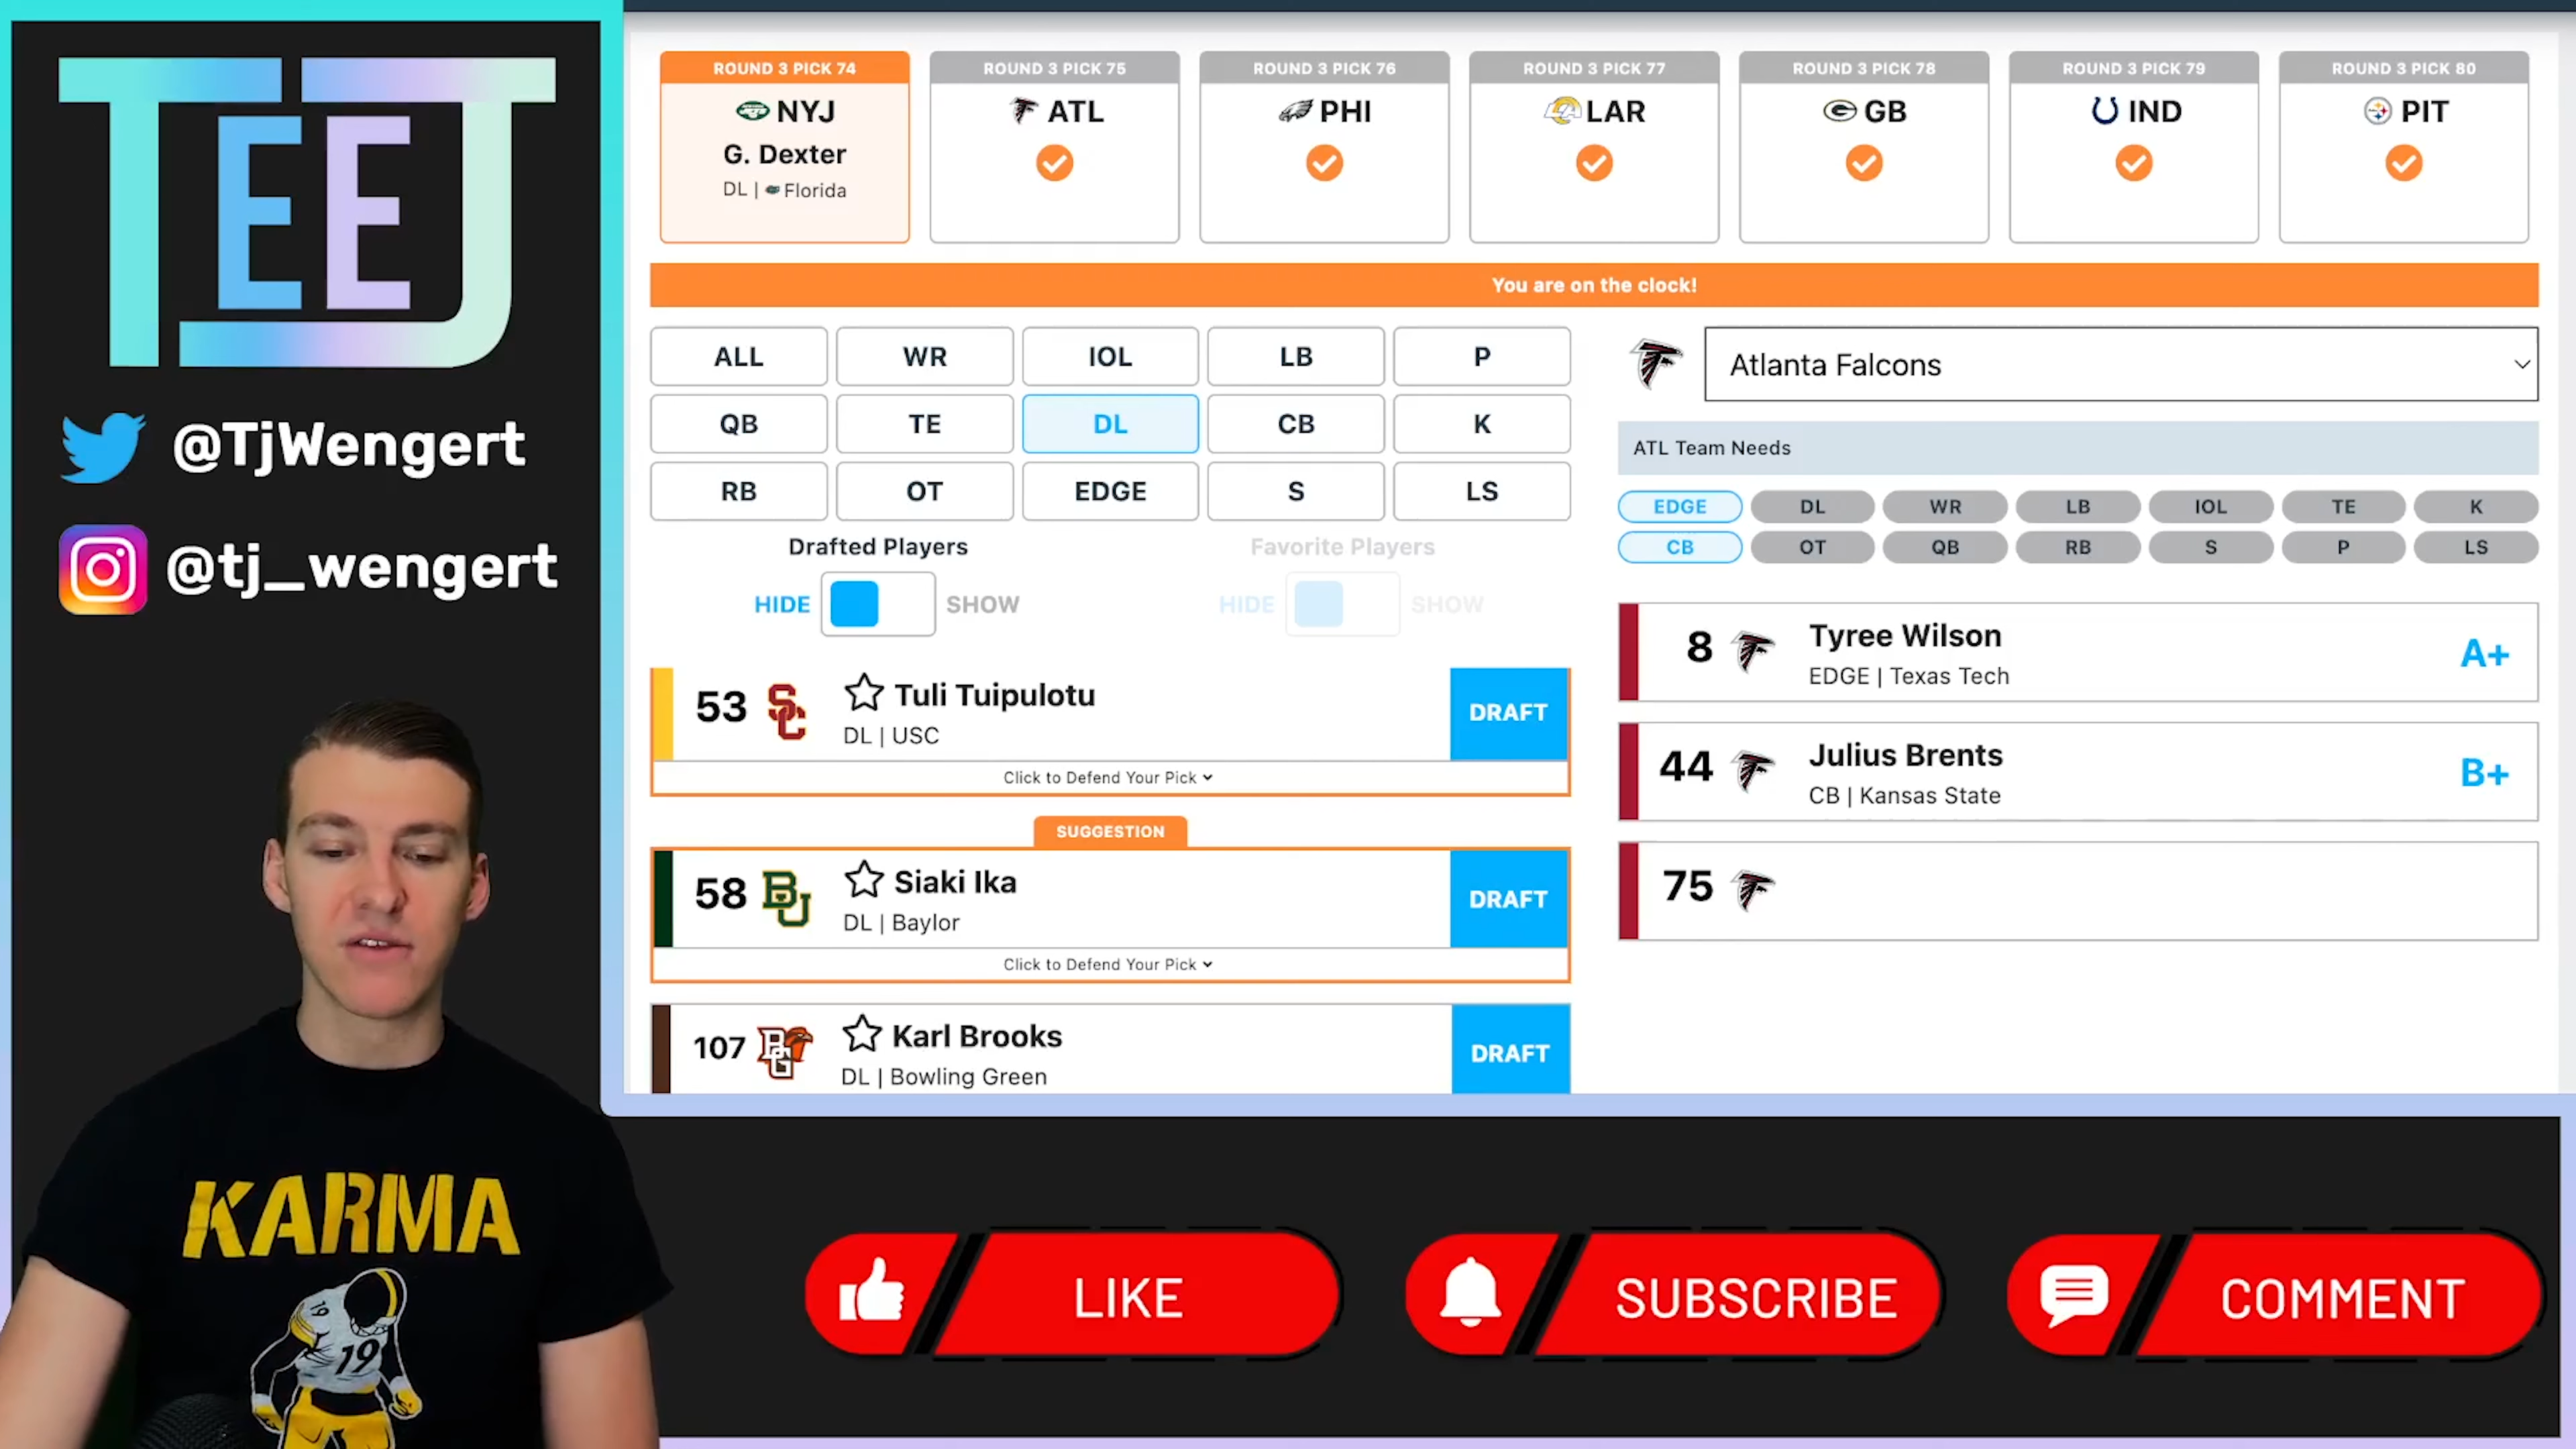 TEEJ
@TjWengert
@tj_wengert
ROUND 3 PICK 74
NYJ
G. Dexter
DL | Florida
ROUND 3 PICK 75
ATL
ROUND 3 PICK 76
PHI
ROUND 3 PICK 77
LAR
ROUND 3 PICK 78
GB
ROUND 3 PICK 79
IND
ROUND 3 PICK 80
PIT
You are on the clock!
ALL WR IOL LB P
QB TE DL CB K
RB OT EDGE S LS
Drafted Players
HIDE SHOW
Favorite Players
HIDE SHOW
53 SC Tuli Tuipulotu
DL | USC
DRAFT
Click to Defend Your Pick
SUGGESTION
58 BU Siaki Ika
DL | Baylor
DRAFT
Click to Defend Your Pick
107 BG Karl Brooks
DL | Bowling Green
DRAFT
Atlanta Falcons
ATL Team Needs
EDGE DL WR LB IOL TE K
CB OT QB RB S P LS
8 Tyree Wilson A+
EDGE | Texas Tech
44 Julius Brents B+
CB | Kansas State
75
KARMA
19
19
LIKE
SUBSCRIBE
COMMENT